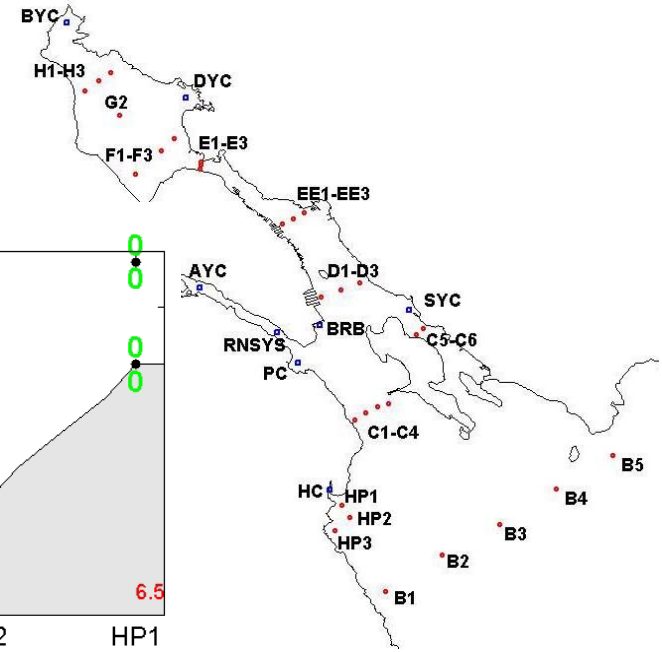 BYC
H1-H3
DYC
G2
E1-E3
F1-F3
EE1-EE3
0
0
AYC
D1-D3
SYC
BRB
RNSYS
C5-C6
0
PC
0
C1-C4
B5
HC
HP1
B4
HP2
B3
HP3
B2
6.5
B1
2
HP1